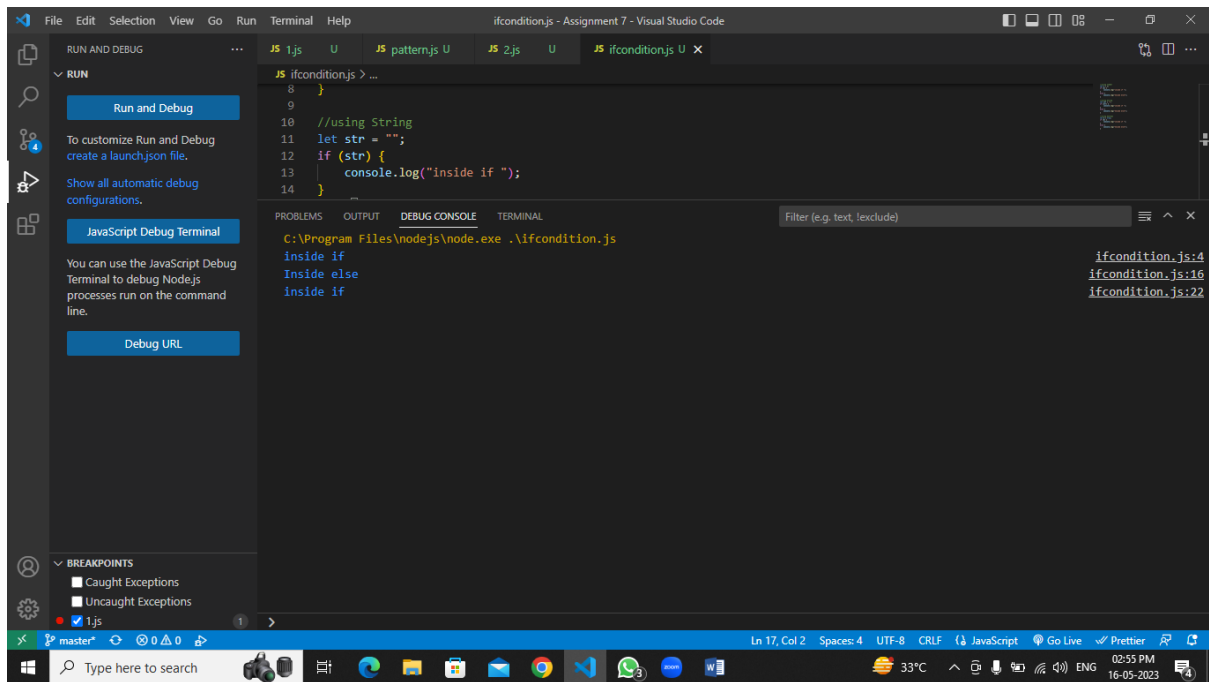 File Edit Selection View Go Run Terminal Help ifcondition.js - Assignment 7 - Visual Studio Code
RUN AND DEBUG ...
JS 1.js U JS pattern.js U JS 2.js U JS ifcondition.js U
RUN
JS ifcondition.js > ...
Run and Debug
To customize Run and Debug
create a launch.json file.
Show all automatic debug
configurations.
JavaScript Debug Terminal
You can use the JavaScript Debug
Terminal to debug Node.js
processes run on the command
line.
Debug URL
8 }
9
10 //using String
11 let str = "";
12 if (str) {
13 console.log("inside if ");
14 }
PROBLEMS OUTPUT DEBUG CONSOLE TERMINAL Filter (e.g. text, !exclude)
C:\Program Files\nodejs\node.exe .\ifcondition.js
inside if ifcondition.js:4
Inside else ifcondition.js:16
inside if ifcondition.js:22
BREAKPOINTS
Caught Exceptions
Uncaught Exceptions
1.js 1
>
4
master* 0 0 Ln 17, Col 2 Spaces: 4 UTF-8 CRLF JavaScript Go Live Prettier
Type here to search 3 zoom W 33°C ENG 02:55 PM
16-05-2023 4